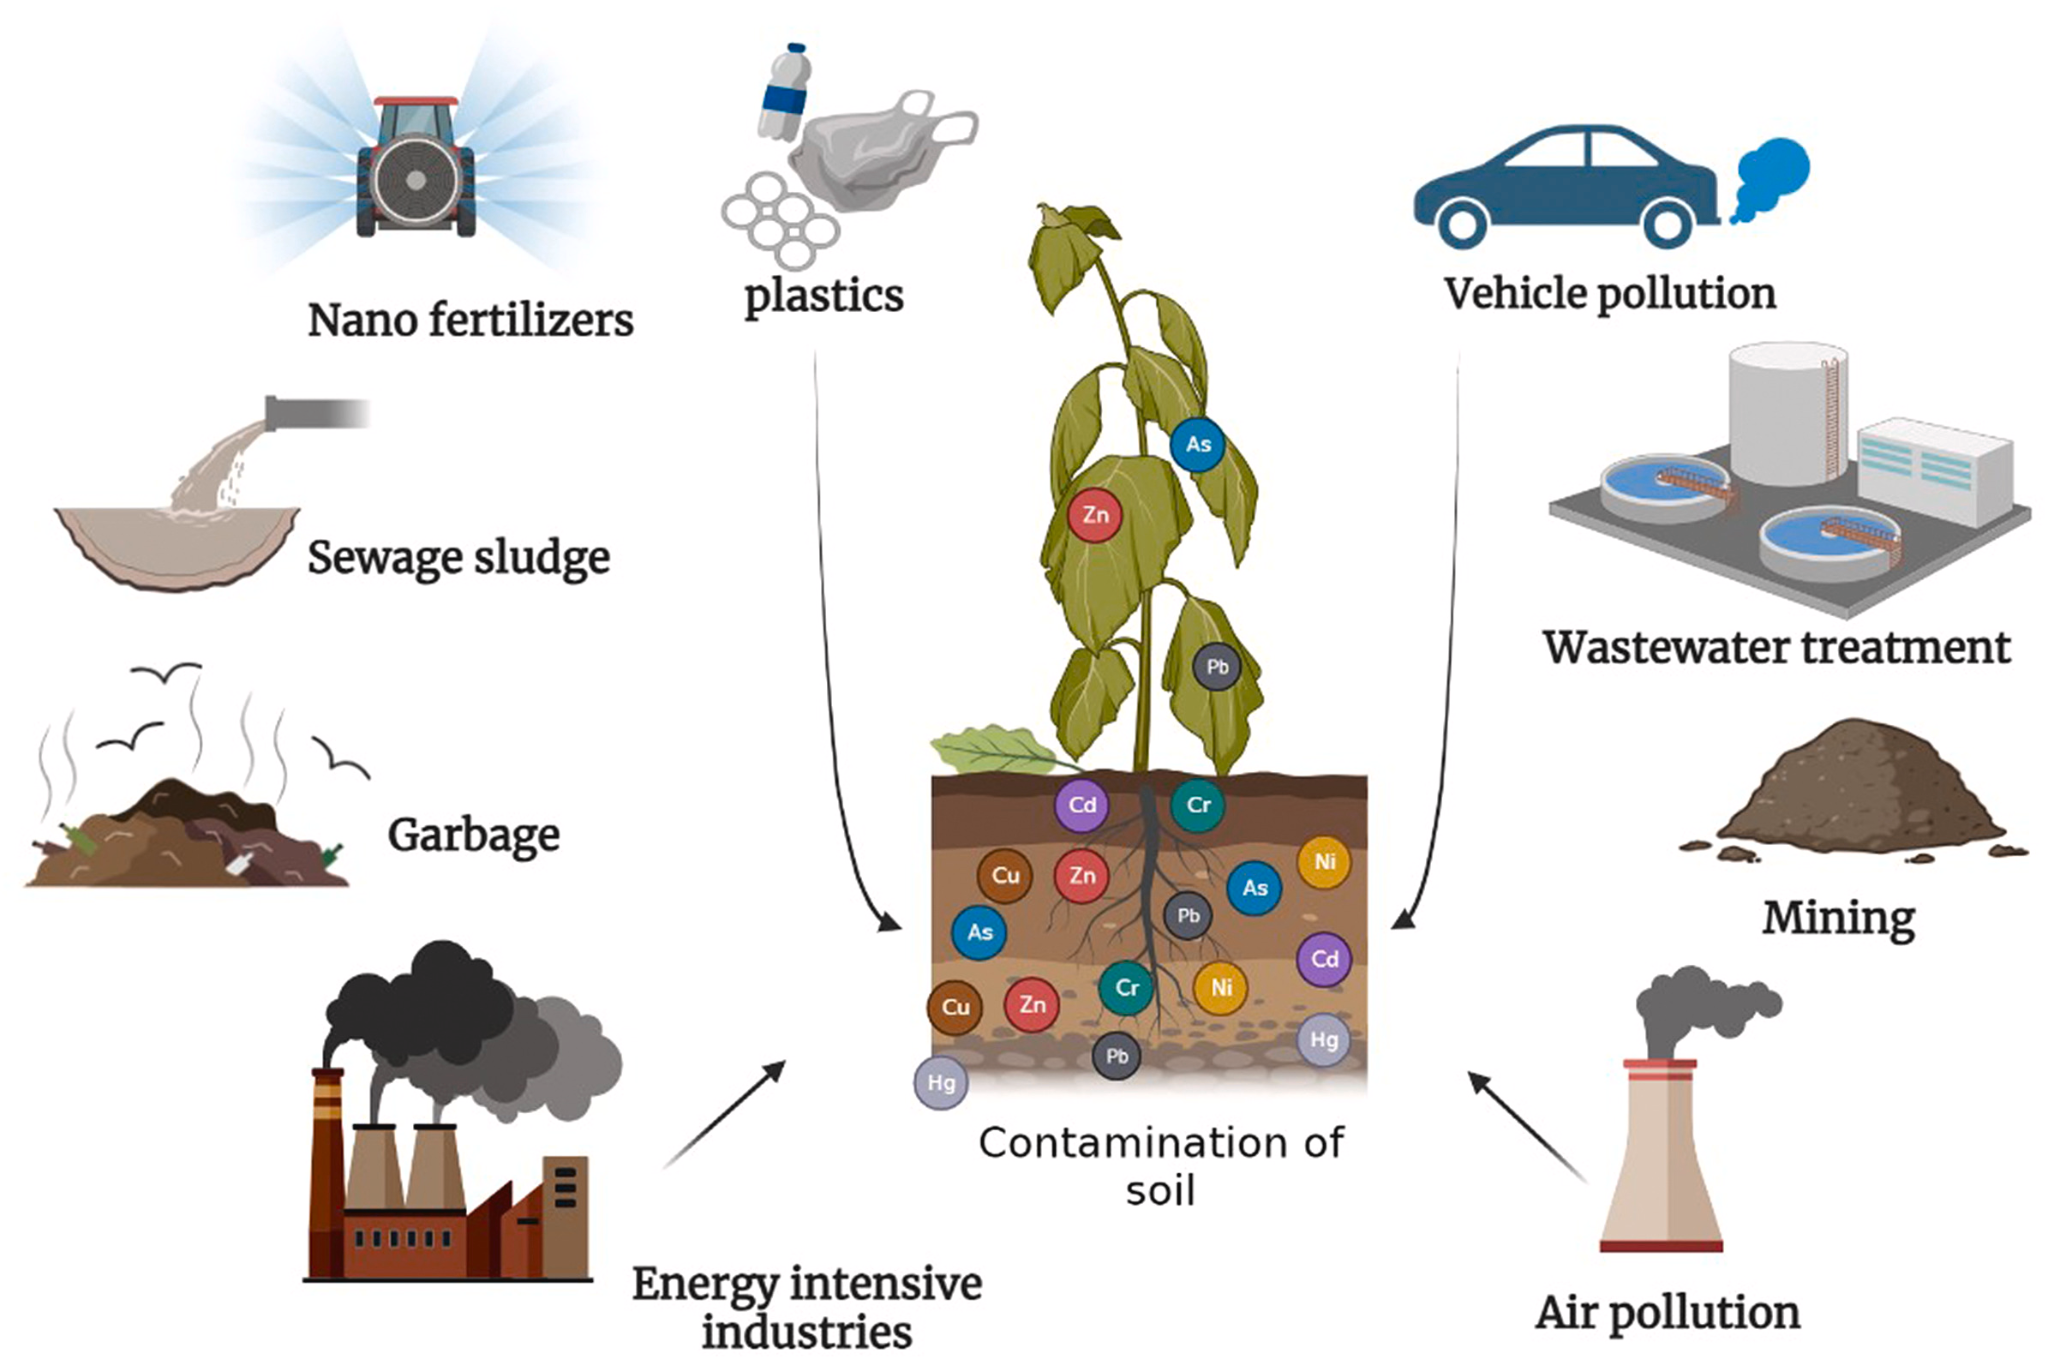 Nano fertilizers
plastics
Vehicle pollution
Sewage sludge
Wastewater treatment
Garbage
Mining
Energy intensive
industries
Air pollution
As
Zn
Pb
Cd
Cr
Ni
Cu
Zn
As
Pb
As
Cd
Cr
Ni
Cu
Zn
Hg
Pb
Hg
Contamination of
soil